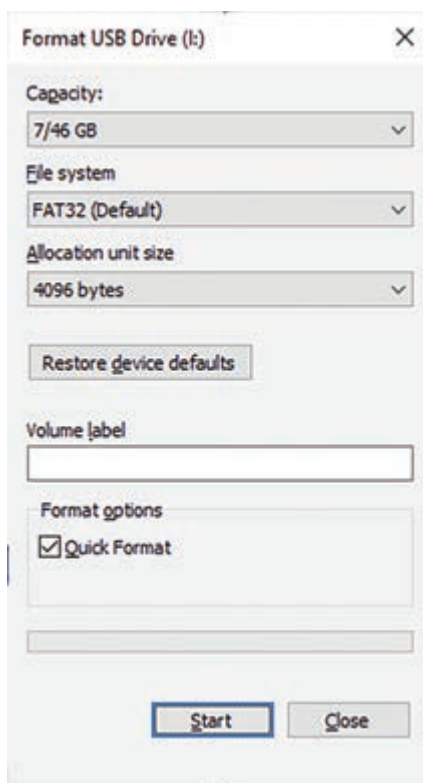 Format USB Drive (I:)
Capacity:
7/46 GB
File system
FAT32 (Default)
Allocation unit size
4096 bytes
Restore device defaults
Volume label
Format options
Quick Format
Start
Close